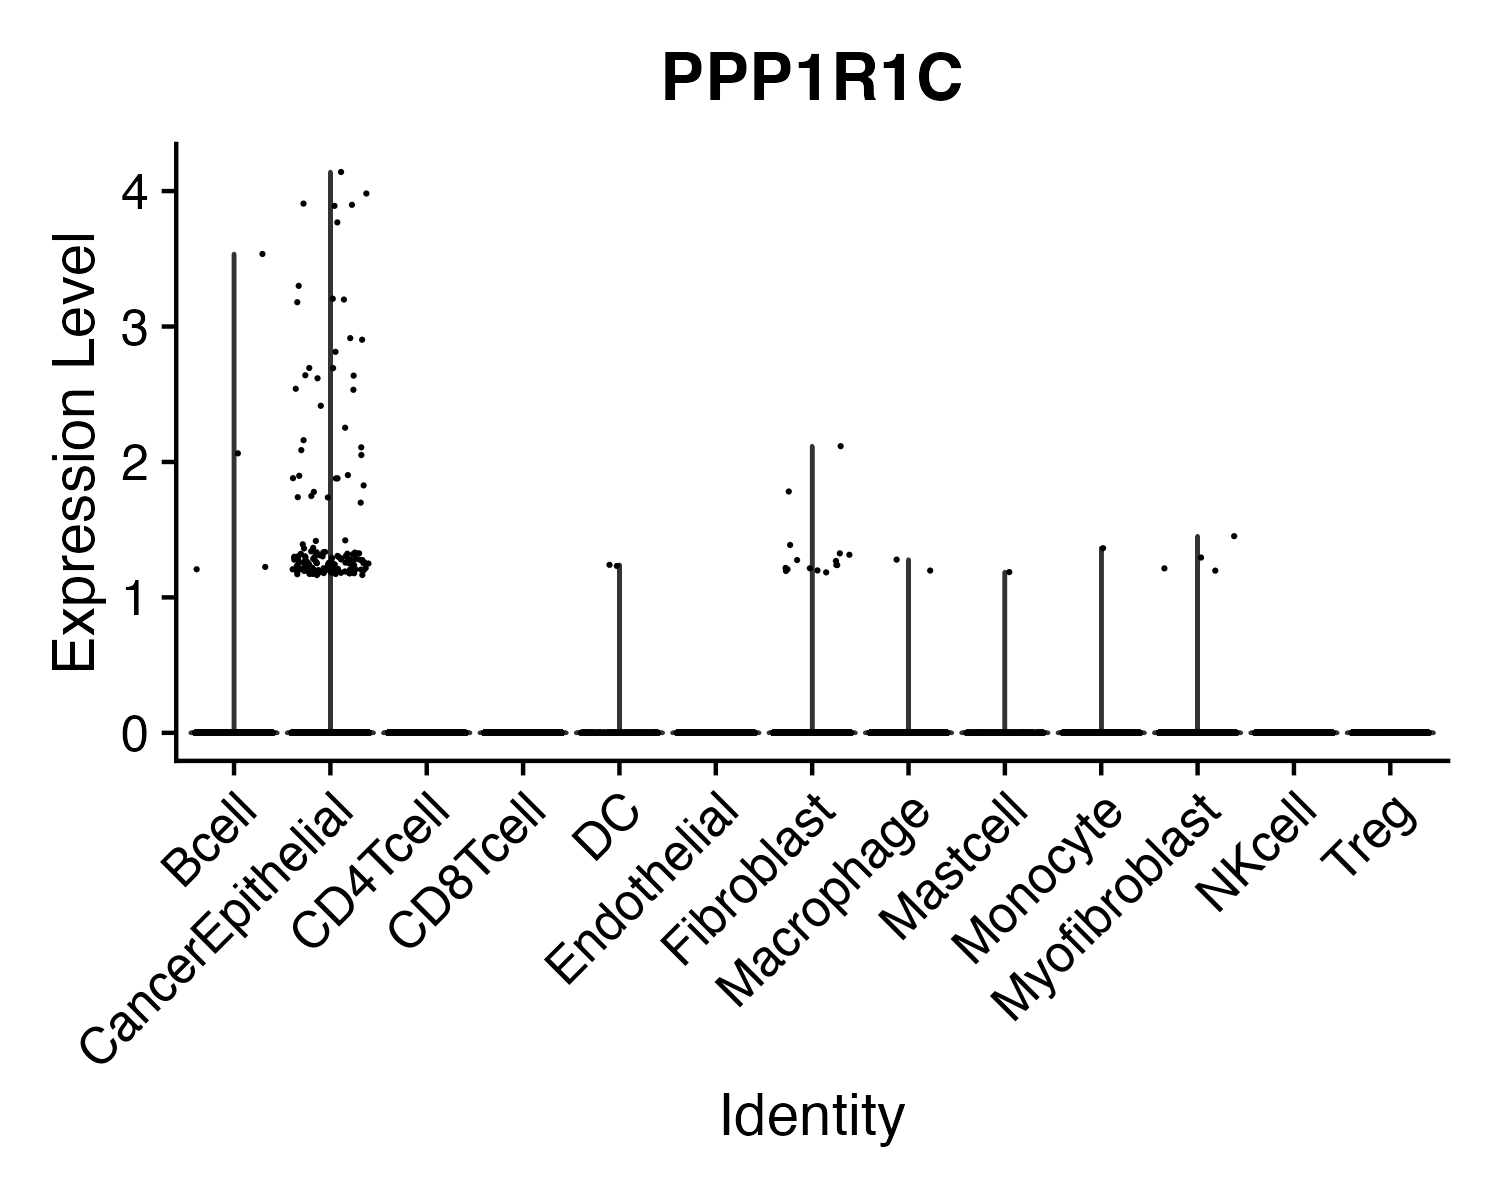 PPP1R1C
Expression Level
4
3
2
1
0
Bcell
CancerEpithelial
CD4Tcell
CD8Tcell
DC
Endothelial
Fibroblast
Macrophage
Mastcell
Monocyte
Myofibroblast
NKcell
Treg
Identity